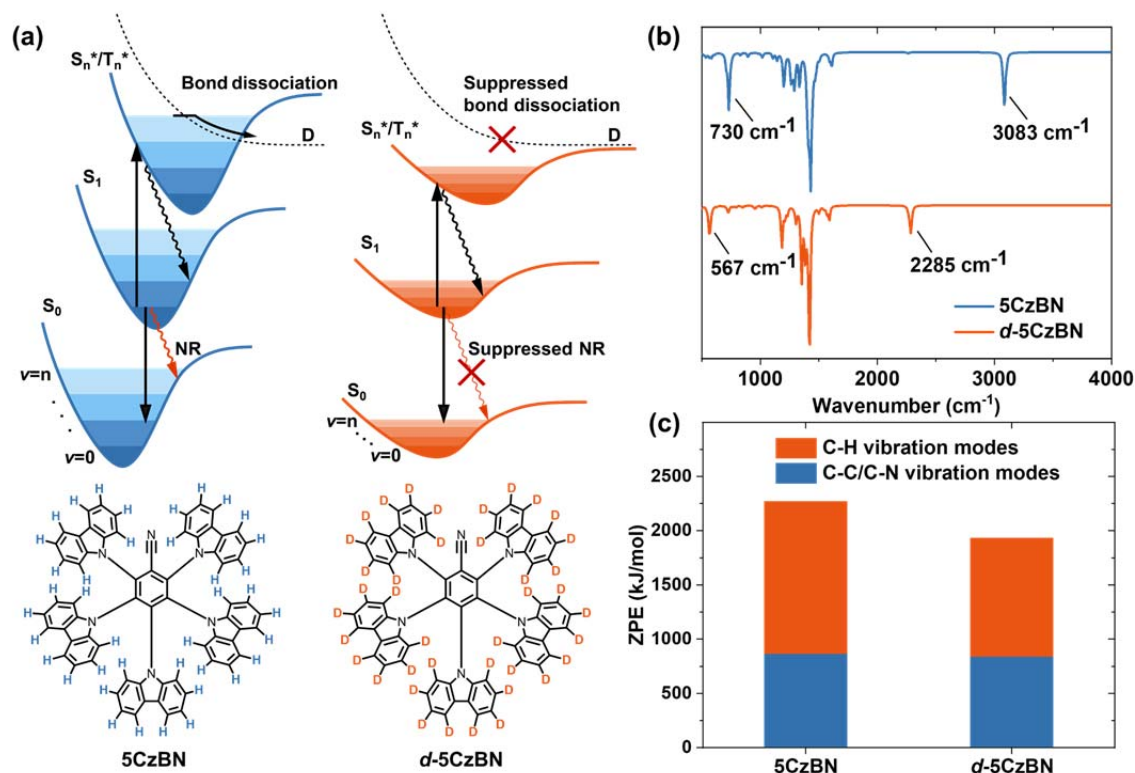 (a)
Sn*/Tn*
Bond dissociation
D
S1
S0
NR
v=n
v=0
Suppressed
bond dissociation
Sn*/Tn*
D
S1
Suppressed NR
S0
v=n
v=0
H H H H H H H H
H H H H H H H H
H H H H H H H H
H H H H H H H H
H H H H H H H H
N N N N N N
5CzBN
D D D D D D D D
D D D D D D D D
D D D D D D D D
D D D D D D D D
D D D D D D D D
N N N N N N
d-5CzBN
(b)
730 cm⁻¹
3083 cm⁻¹
567 cm⁻¹
2285 cm⁻¹
5CzBN
d-5CzBN
1000 2000 3000 4000
Wavenumber (cm⁻¹)
(c)
C-H vibration modes
C-C/C-N vibration modes
2500
2000
1500
1000
500
0
ZPE (kJ/mol)
5CzBN d-5CzBN